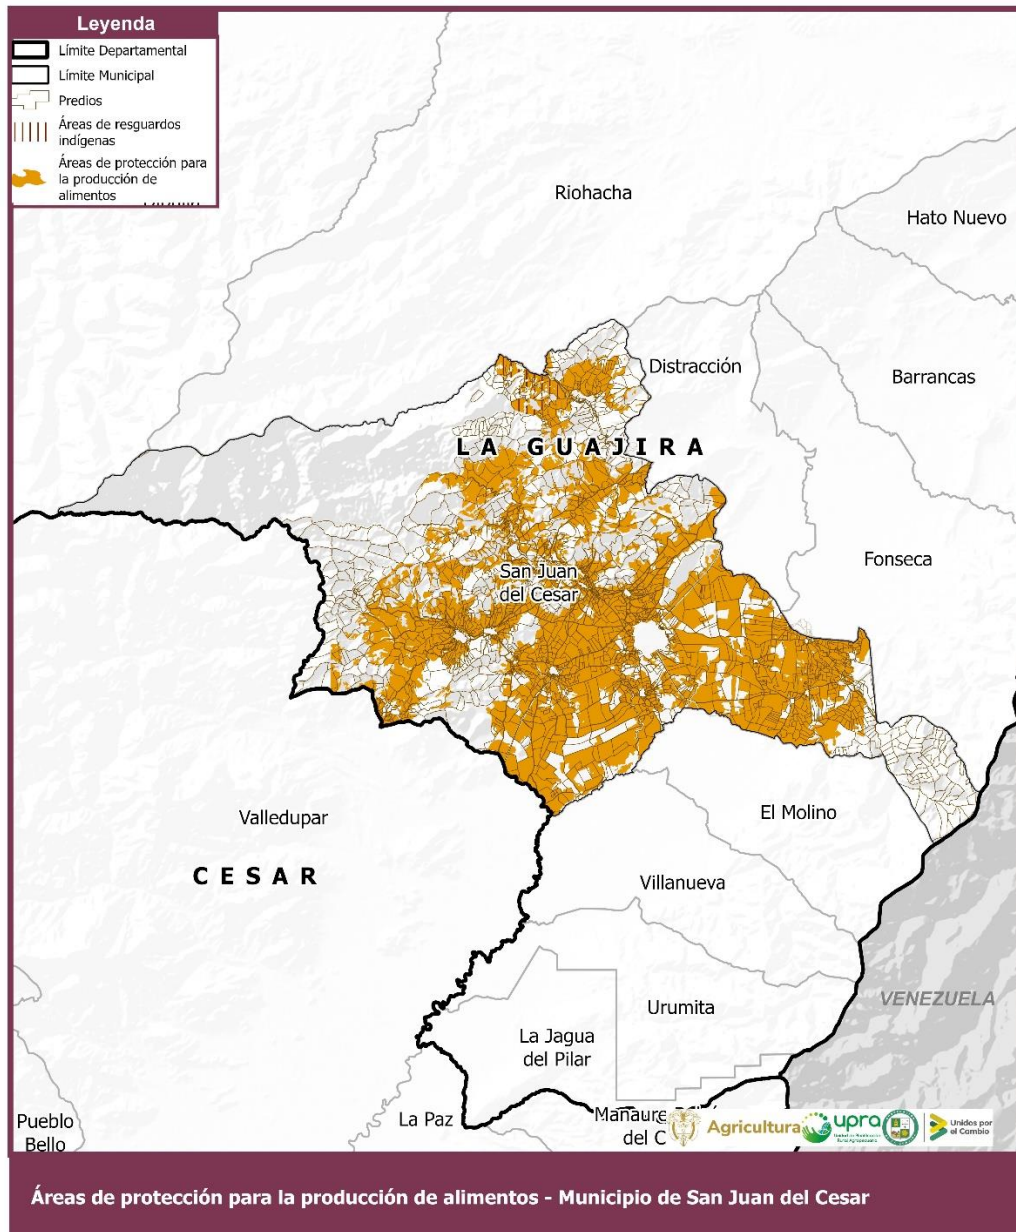 Leyenda
Límite Departamental
Límite Municipal
Predios
Áreas de resguardos
indígenas
Áreas de protección para
la producción de
alimentos
Riohacha
Hato Nuevo
Distracción
Barrancas
LA GUAJIRA
Fonseca
San Juan
del Cesar
El Molino
Valledupar
CESAR
Villanueva
VENEZUELA
Urumita
La Jagua
del Pilar
Pueblo
Bello
La Paz
Manaure
del C
Agricultura
upra
Unidos por
el Cambio
Áreas de protección para la producción de alimentos - Municipio de San Juan del Cesar